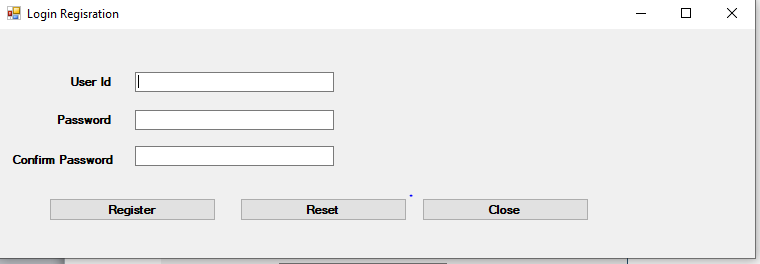 Login Regisration
User Id
Password
Confirm Password
Register Reset Close